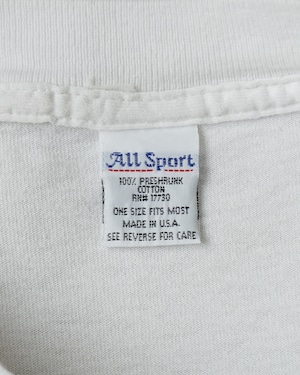 All Sport
100% PRESHRUNK
COTTON
RN# 17730
ONE SIZE FITS MOST
MADE IN U.S.A.
SEE REVERSE FOR CARE